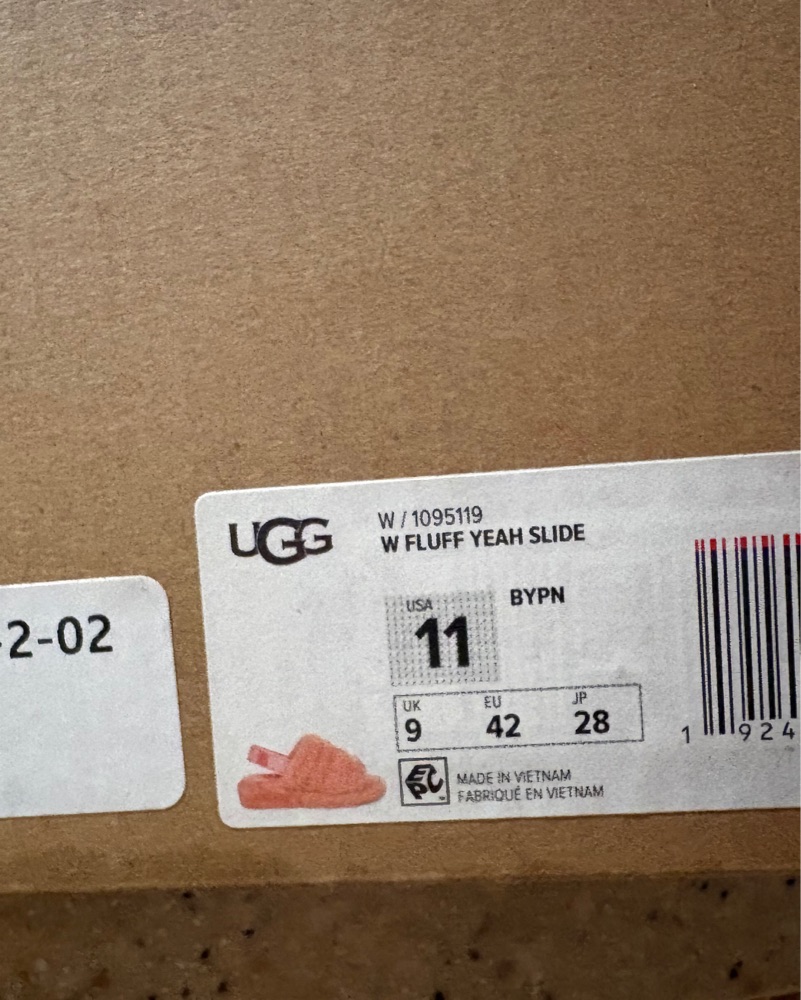 -2-02
UGG
W / 1095119
W FLUFF YEAH SLIDE
USA
11
BYPN
UK EU JP
9 42 28
1 924
EPC
MADE IN VIETNAM
FABRIQUÉ EN VIETNAM